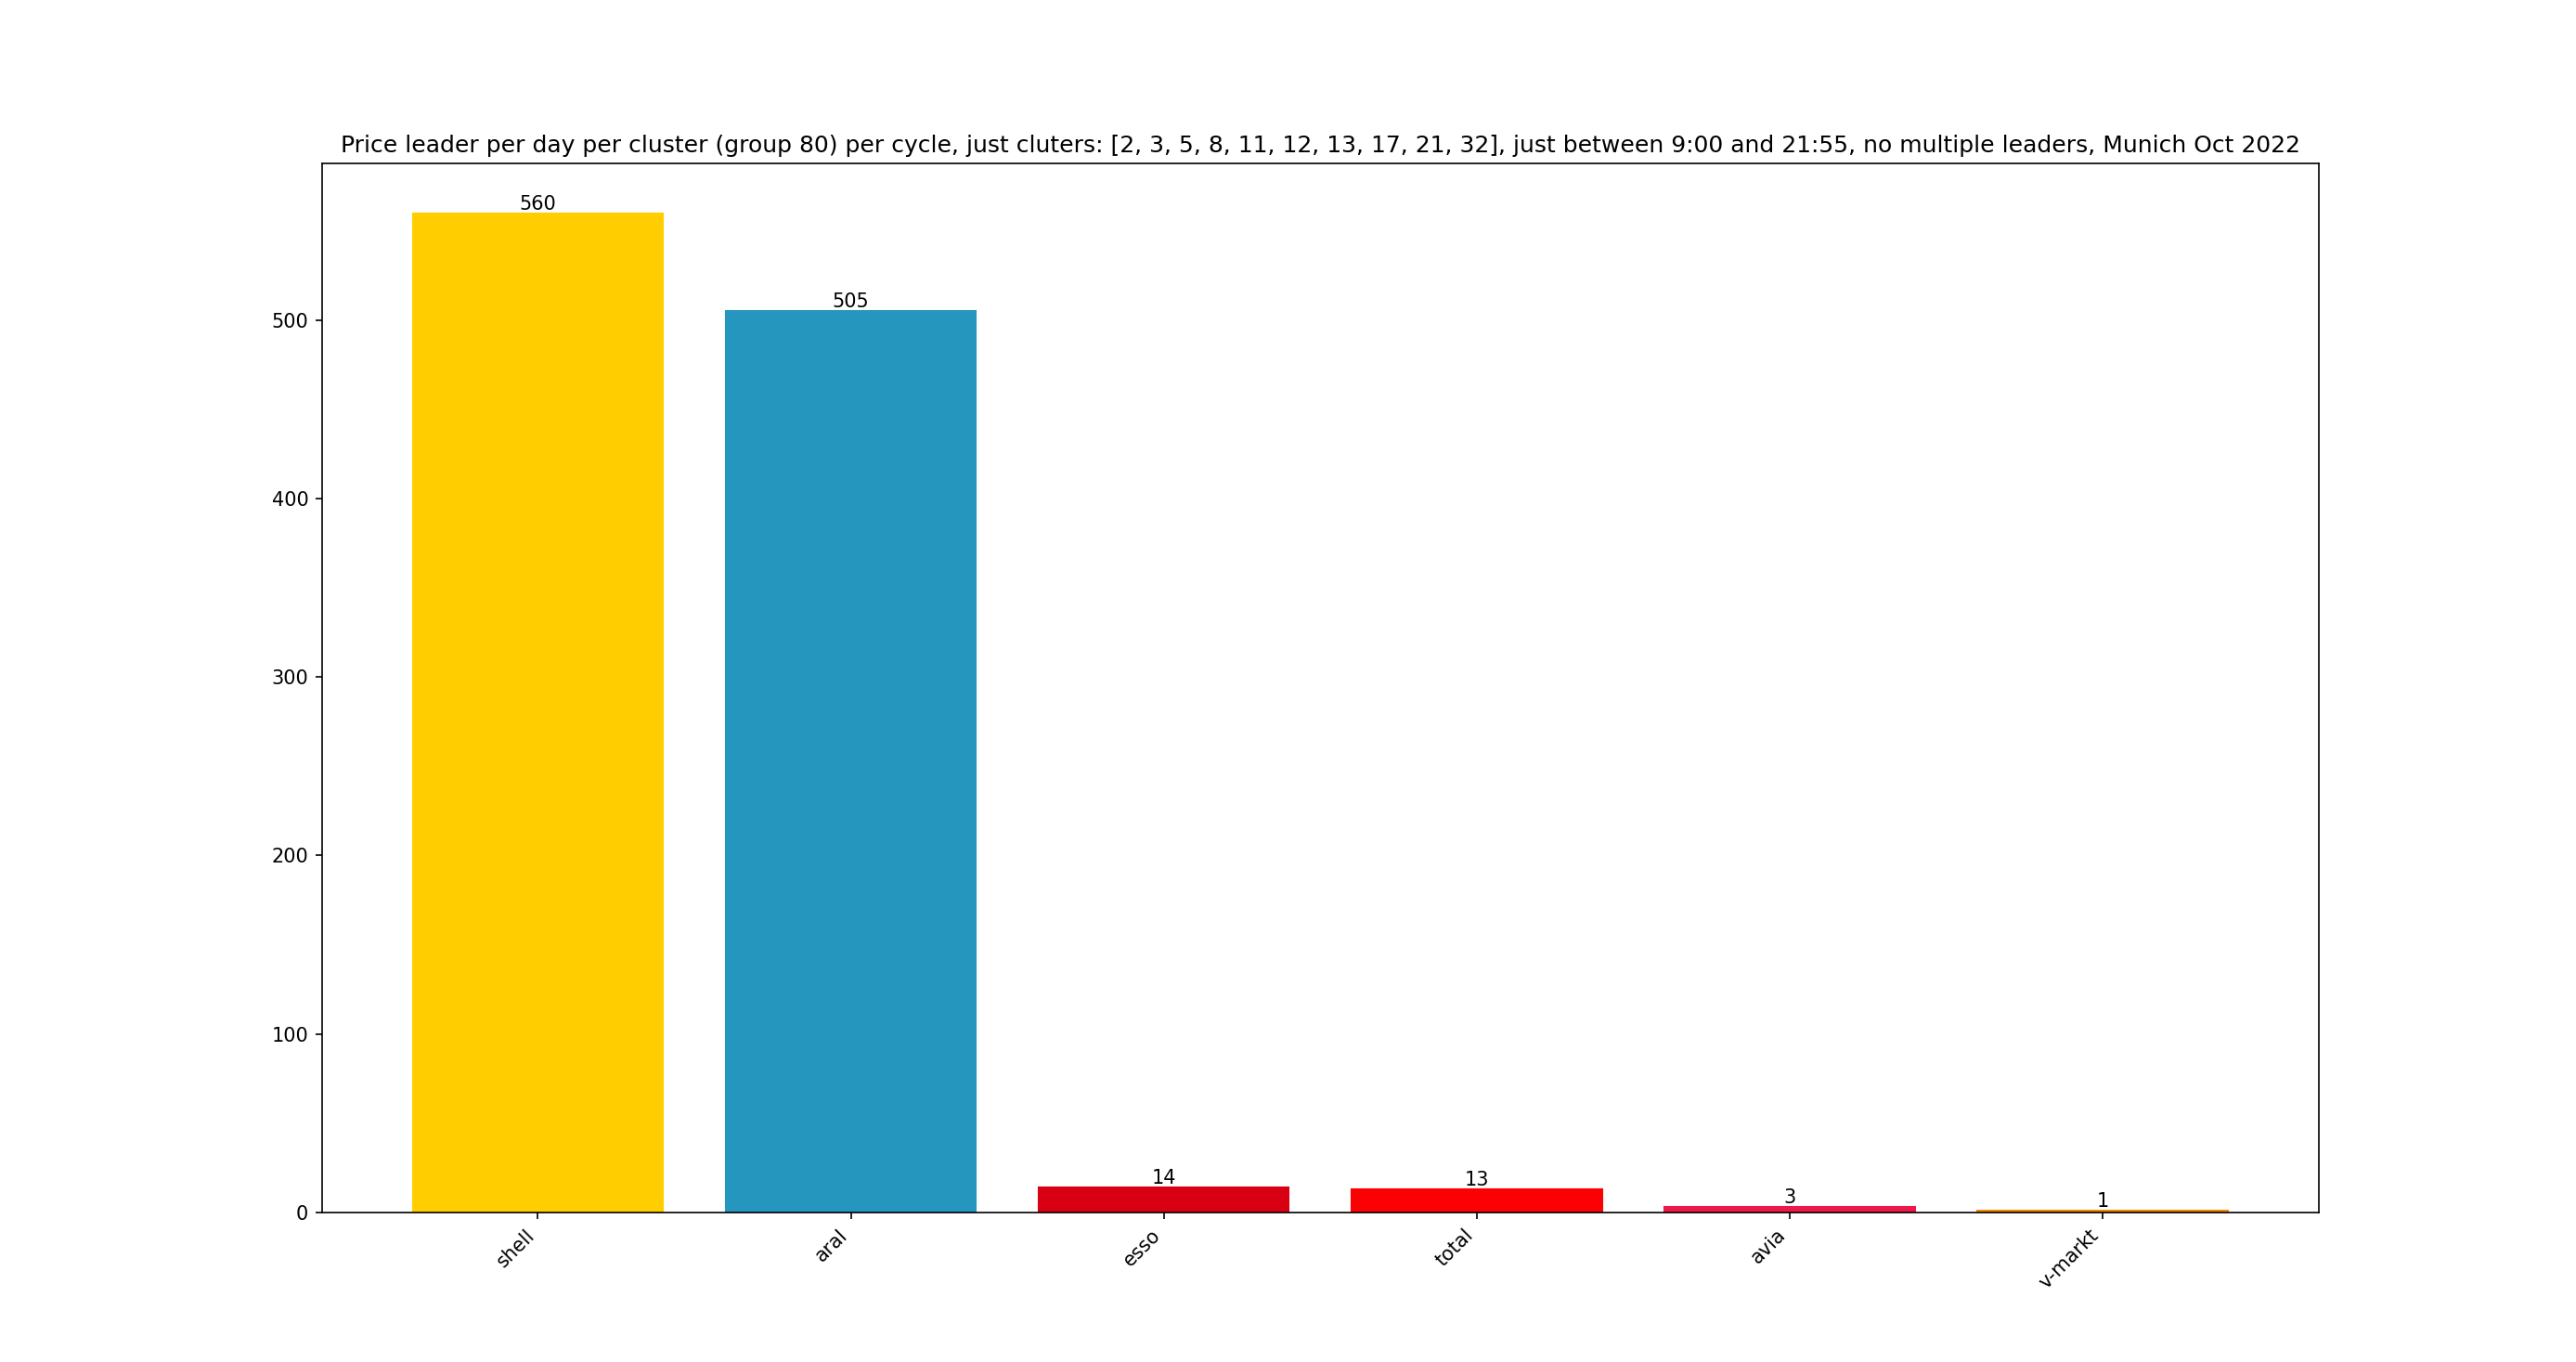 Price leader per day per cluster (group 80) per cycle, just cluters: [2, 3, 5, 8, 11, 12, 13, 17, 21, 32], just between 9:00 and 21:55, no multiple leaders, Munich Oct 2022
560
505
500
400
300
200
100
14
13
3
1
0
shell
aral
esso
total
avia
v-markt